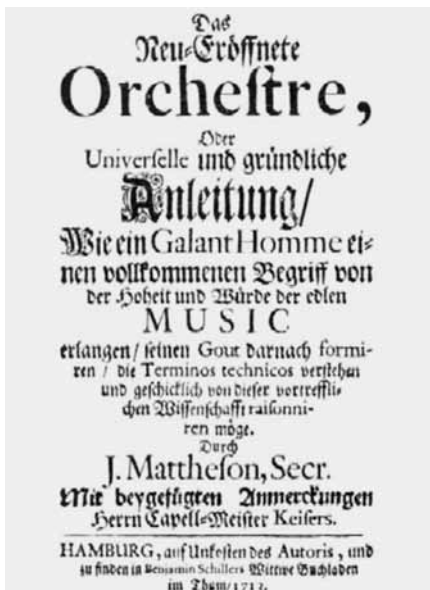 Das
Neu-Eröffnete
Orcheſtre,
Oder
Univerſelle und gründliche
Anleitung/
Wie ein Galant Homme ei-
nen vollkommenen Begriff von
der Hoheit und Würde der edlen
MUSIC
erlangen/ ſeinen Gout darnach formi-
ren / die Terminos technicos verſtehen
und geſchicklich von dieſer vortreffli-
chen Wiſſenſchafft raiſonni-
ren möge.
Durch
J. Mattheſon, Secr.
Mit beygefügten Anmerckungen
Herrn Capell-Meiſter Keiſers.
HAMBURG, auf Unkoſten des Autoris, und
zu finden in Benjamin Schillers Wittwe Buchladen
im Thum/1713.